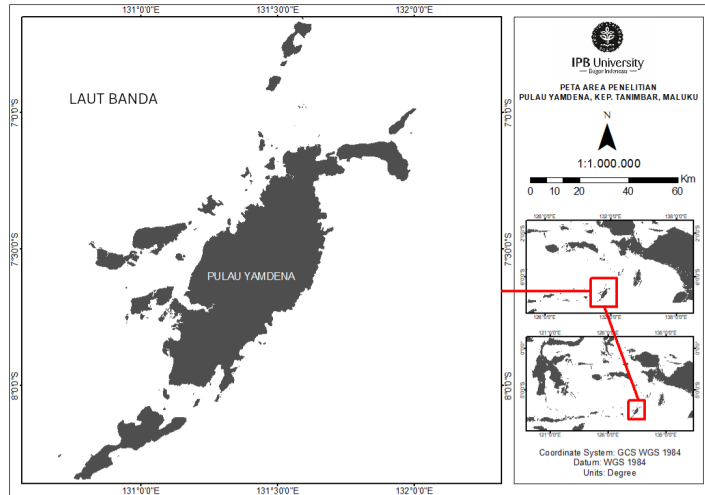 131°0'0"E 131°30'0"E 132°0'0"E
LAUT BANDA
7°0'0"S
7°30'0"S
8°0'0"S
PULAU YAMDENA
7°0'0"S
7°30'0"S
8°0'0"S
131°0'0"E 131°30'0"E 132°0'0"E
IPB University
Bogor Indonesia
PETA AREA PENELITIAN
PULAU YAMDENA, KEP. TANIMBAR, MALUKU
N
1:1.000.000
Km
0 10 20 40 60
Coordinate System: GCS WGS 1984
Datum: WGS 1984
Units: Degree